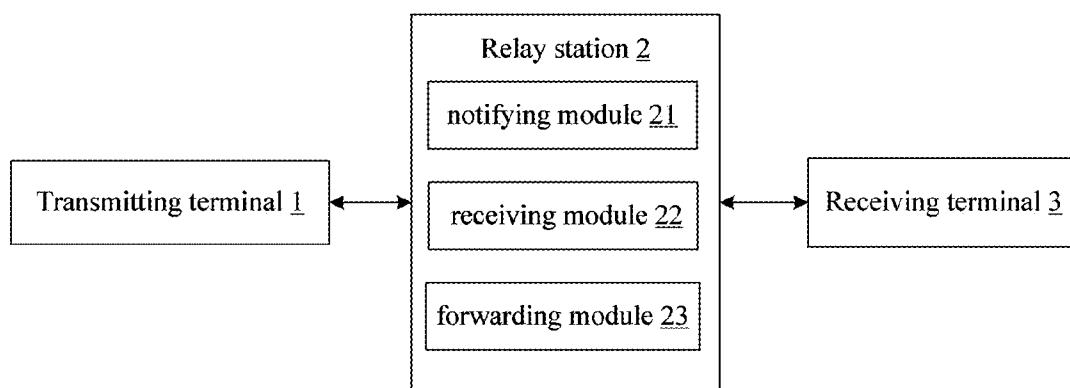 Relay station 2
notifying module 21
Transmitting terminal 1
receiving module 22
Receiving terminal 3
forwarding module 23